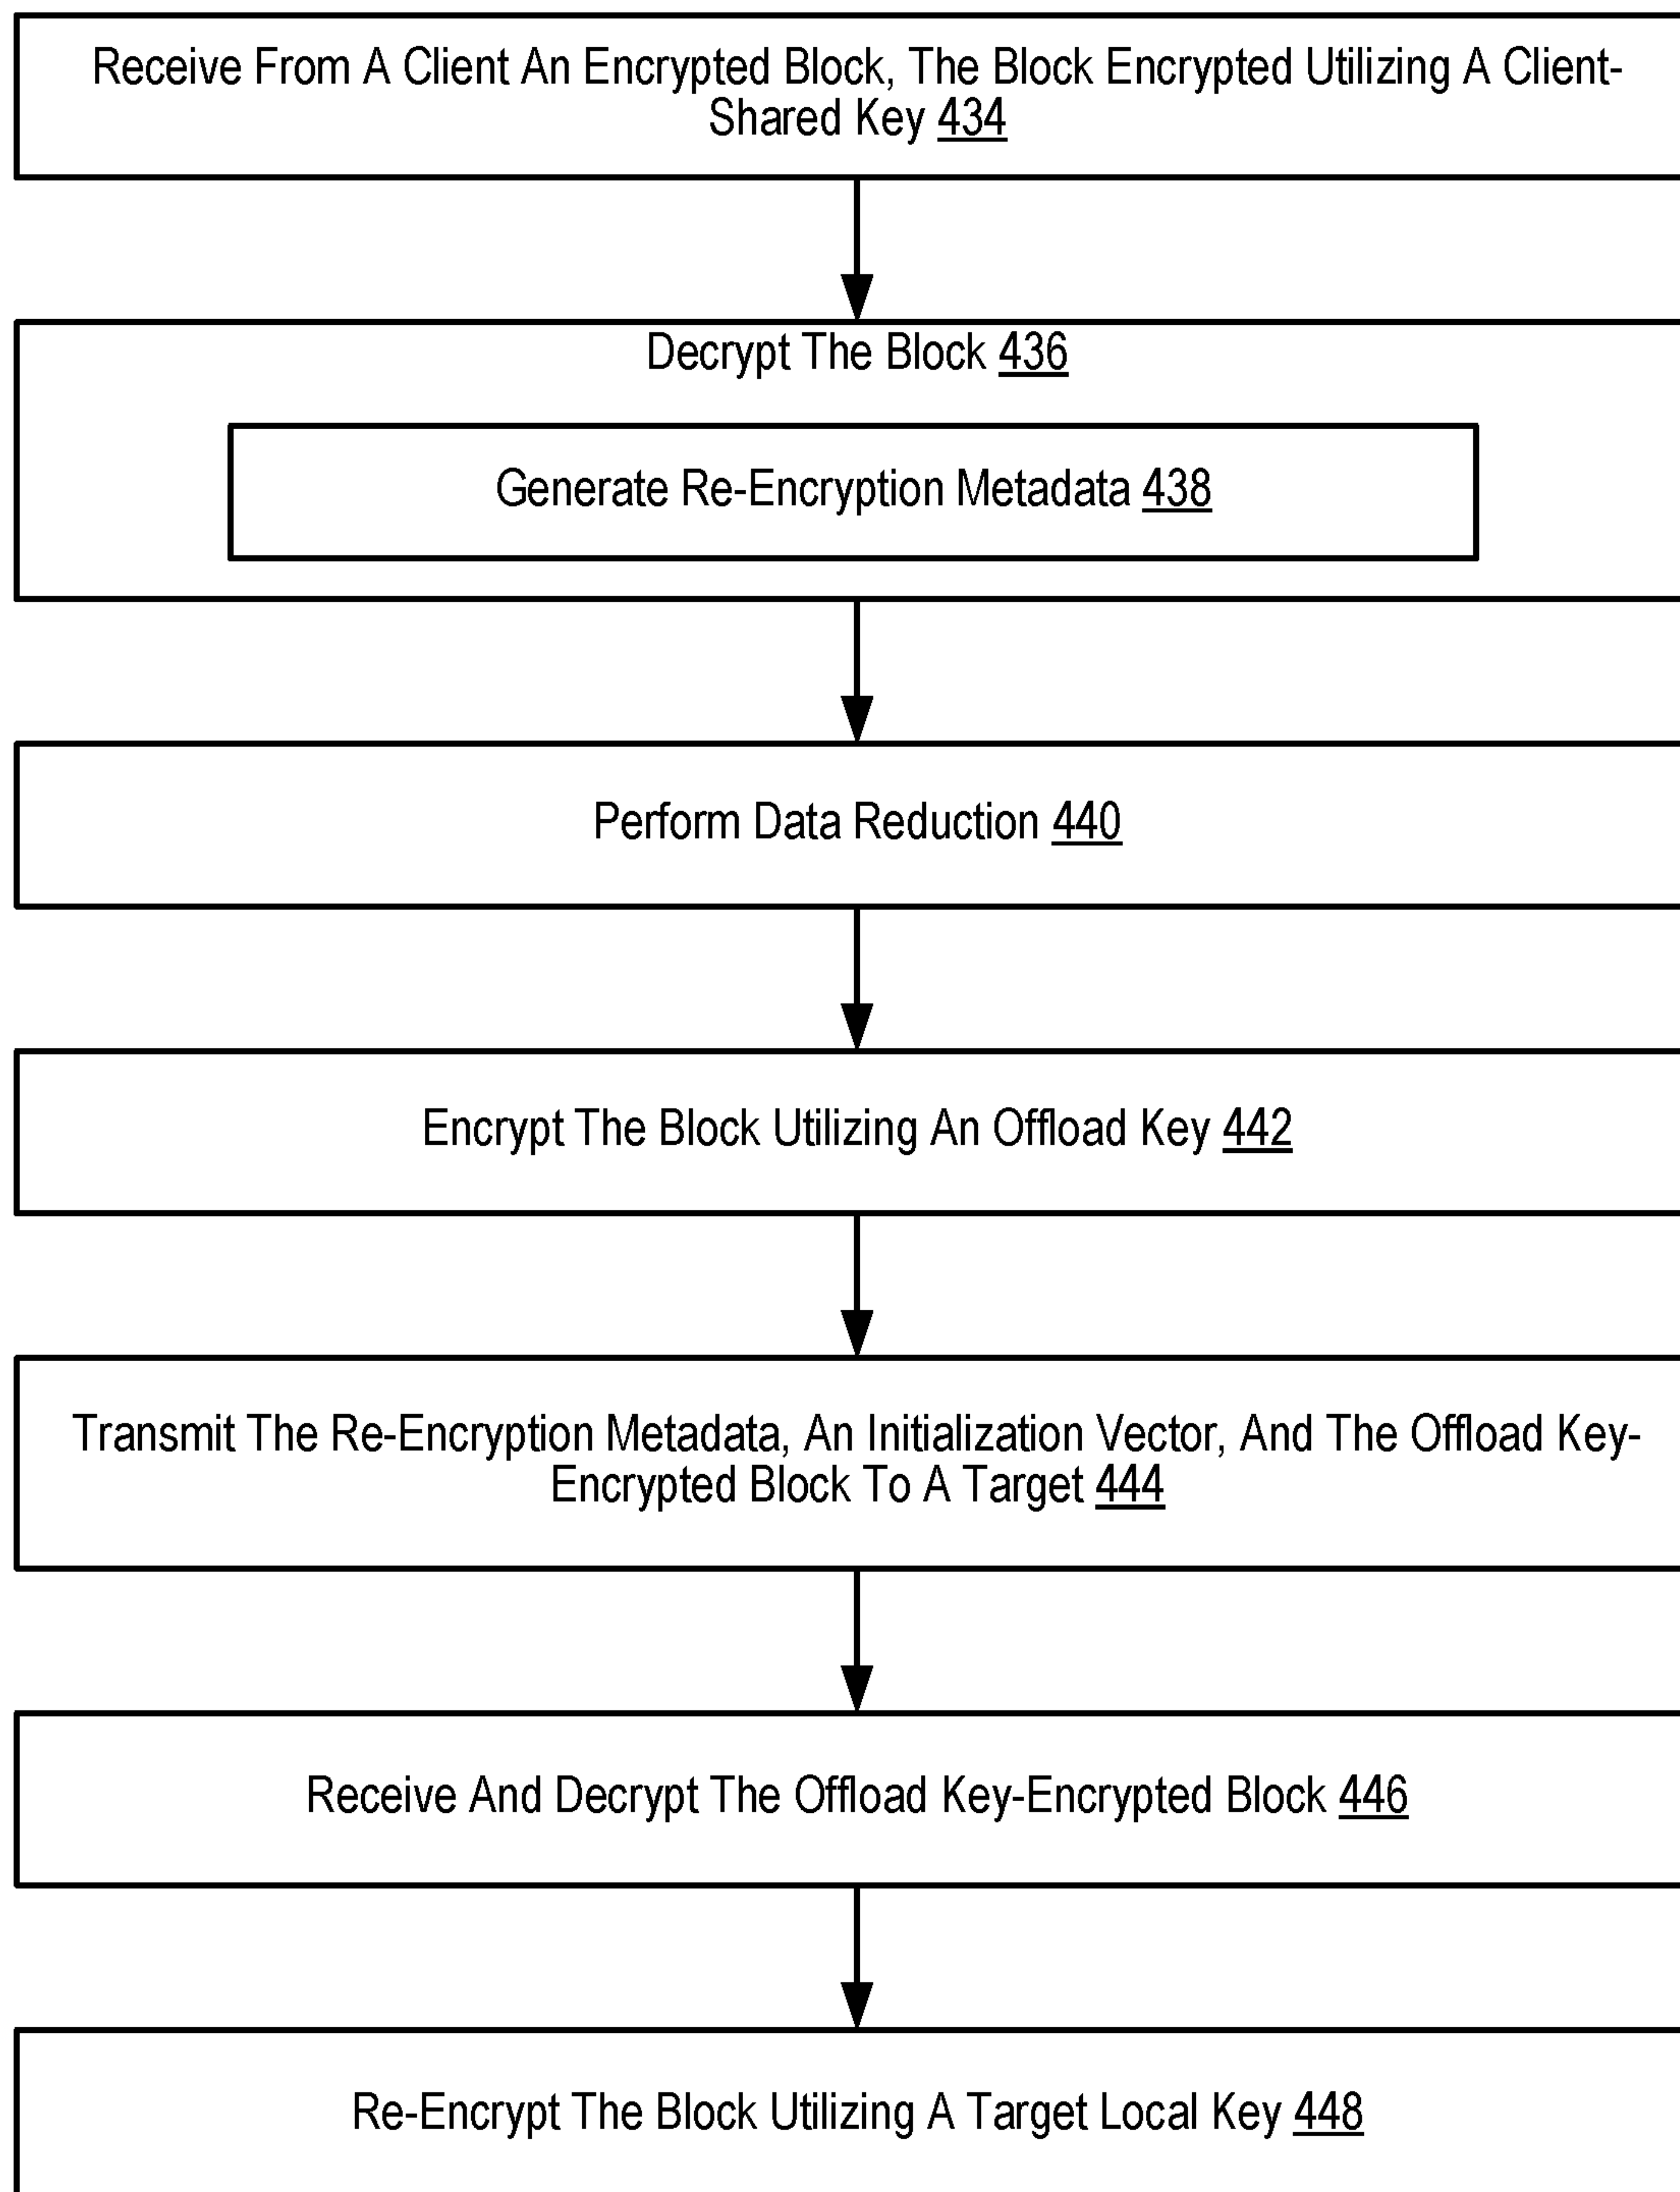 Receive From A Client An Encrypted Block, The Block Encrypted Utilizing A Client-
Shared Key 434
Decrypt The Block 436
Generate Re-Encryption Metadata 438
Perform Data Reduction 440
Encrypt The Block Utilizing An Offload Key 442
Transmit The Re-Encryption Metadata, An Initialization Vector, And The Offload Key-
Encrypted Block To A Target 444
Receive And Decrypt The Offload Key-Encrypted Block 446
Re-Encrypt The Block Utilizing A Target Local Key 448